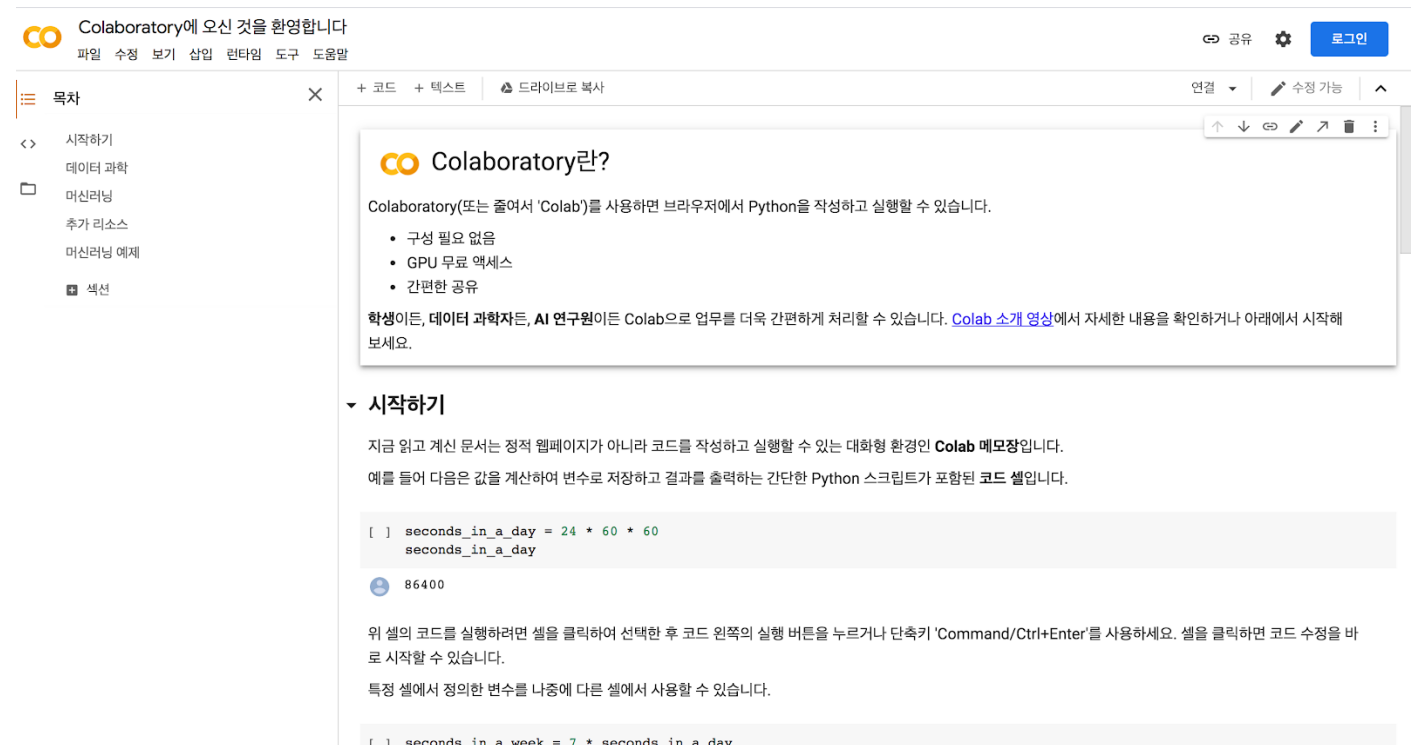 Colaboratory에 오신 것을 환영합니다
파일 수정 보기 삽입 런타임 도구 도움말
공유
로그인
목차
시작하기
데이터 과학
머신러닝
추가 리소스
머신러닝 예제
섹션
+ 코드 + 텍스트 드라이브로 복사
연결
수정 가능
Colaboratory란?
Colaboratory(또는 줄여서 'Colab')를 사용하면 브라우저에서 Python을 작성하고 실행할 수 있습니다.
• 구성 필요 없음
• GPU 무료 액세스
• 간편한 공유
학생이든, 데이터 과학자든, AI 연구원이든 Colab으로 업무를 더욱 간편하게 처리할 수 있습니다. Colab 소개 영상에서 자세한 내용을 확인하거나 아래에서 시작해
보세요.
시작하기
지금 읽고 계신 문서는 정적 웹페이지가 아니라 코드를 작성하고 실행할 수 있는 대화형 환경인 Colab 메모장입니다.
예를 들어 다음은 값을 계산하여 변수로 저장하고 결과를 출력하는 간단한 Python 스크립트가 포함된 코드 셀입니다.
[ ] seconds_in_a_day = 24 * 60 * 60
seconds_in_a_day
86400
위 셀의 코드를 실행하려면 셀을 클릭하여 선택한 후 코드 왼쪽의 실행 버튼을 누르거나 단축키 'Command/Ctrl+Enter'를 사용하세요. 셀을 클릭하면 코드 수정을 바
로 시작할 수 있습니다.
특정 셀에서 정의한 변수를 나중에 다른 셀에서 사용할 수 있습니다.
[ ] seconds_in_a_week = 7 * seconds_in_a_day